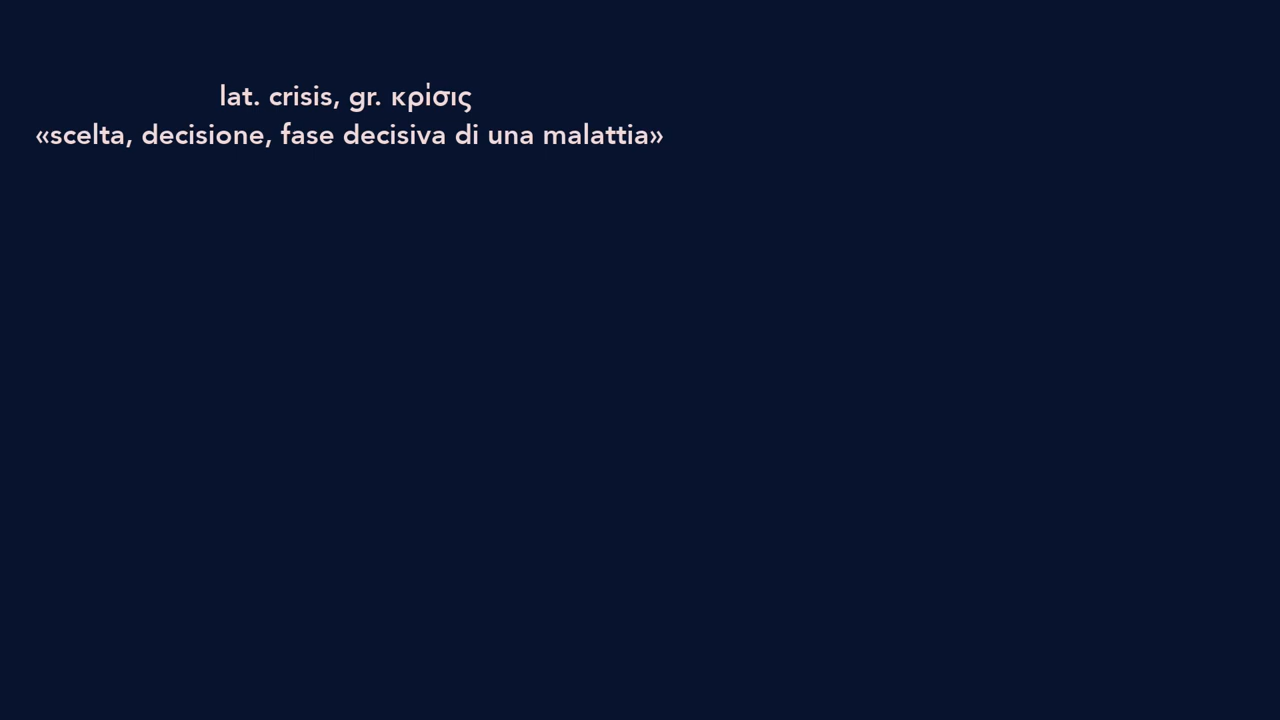 lat. crisis, gr. κρίσις
«scelta, decisione, fase decisiva di una malattia»